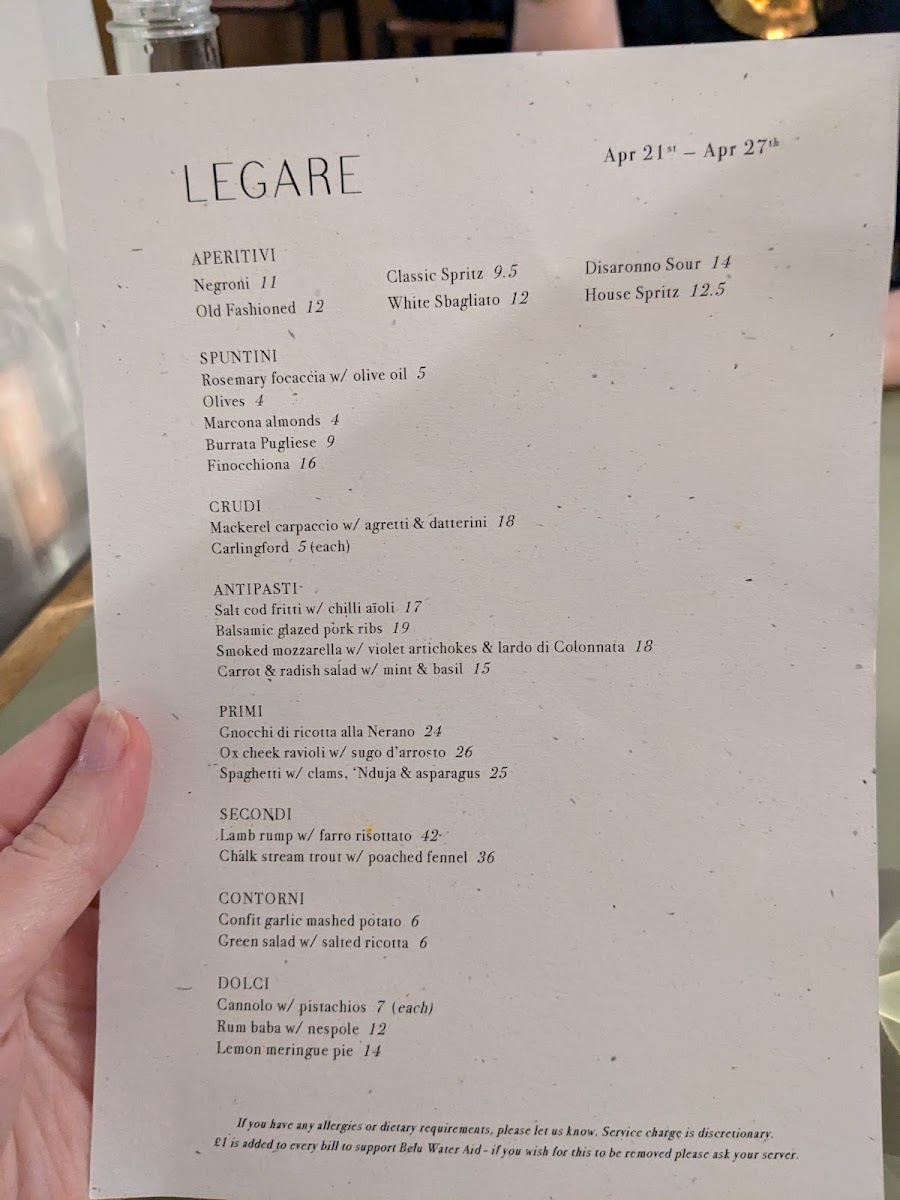 LEGARE
Apr 21st – Apr 27th
APERITIVI
Negroni 11
Old Fashioned 12
Classic Spritz 9.5
White Sbagliato 12
Disaronno Sour 14
House Spritz 12.5
SPUNTINI
Rosemary focaccia w/ olive oil 5
Olives 4
Marcona almonds 4
Burrata Pugliese 9
Finocchiona 16
CRUDI
Mackerel carpaccio w/ agretti & datterini 18
Carlingford 5 (each)
ANTIPASTI
Salt cod fritti w/ chilli aïoli 17
Balsamic glazed pork ribs 19
Smoked mozzarella w/ violet artichokes & lardo di Colonnata 18
Carrot & radish salad w/ mint & basil 15
PRIMI
Gnocchi di ricotta alla Nerano 24
Ox cheek ravioli w/ sugo d'arrosto 26
Spaghetti w/ clams, 'Nduja & asparagus 25
SECONDI
Lamb rump w/ farro risottato 42
Chalk stream trout w/ poached fennel 36
CONTORNI
Confit garlic mashed potato 6
Green salad w/ salted ricotta 6
DOLCI
Cannolo w/ pistachios 7 (each)
Rum baba w/ nespole 12
Lemon meringue pie 14
If you have any allergies or dietary requirements, please let us know. Service charge is discretionary.
£1 is added to every bill to support Belu Water Aid - if you wish for this to be removed please ask your server.